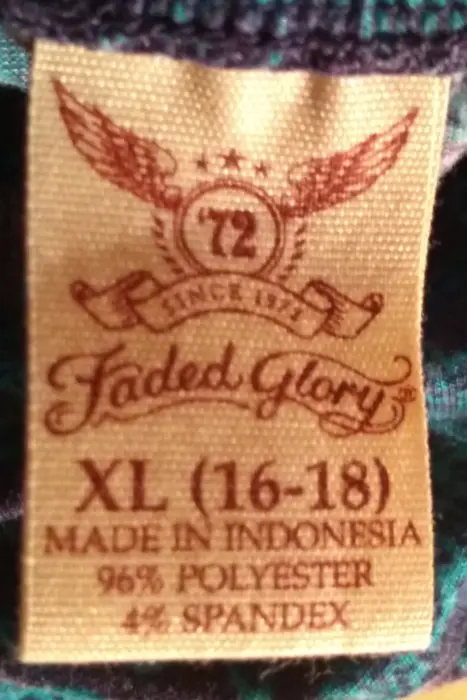 '72
SINCE 1972
Faded Glory®
XL (16-18)
MADE IN INDONESIA
96% POLYESTER
4% SPANDEX